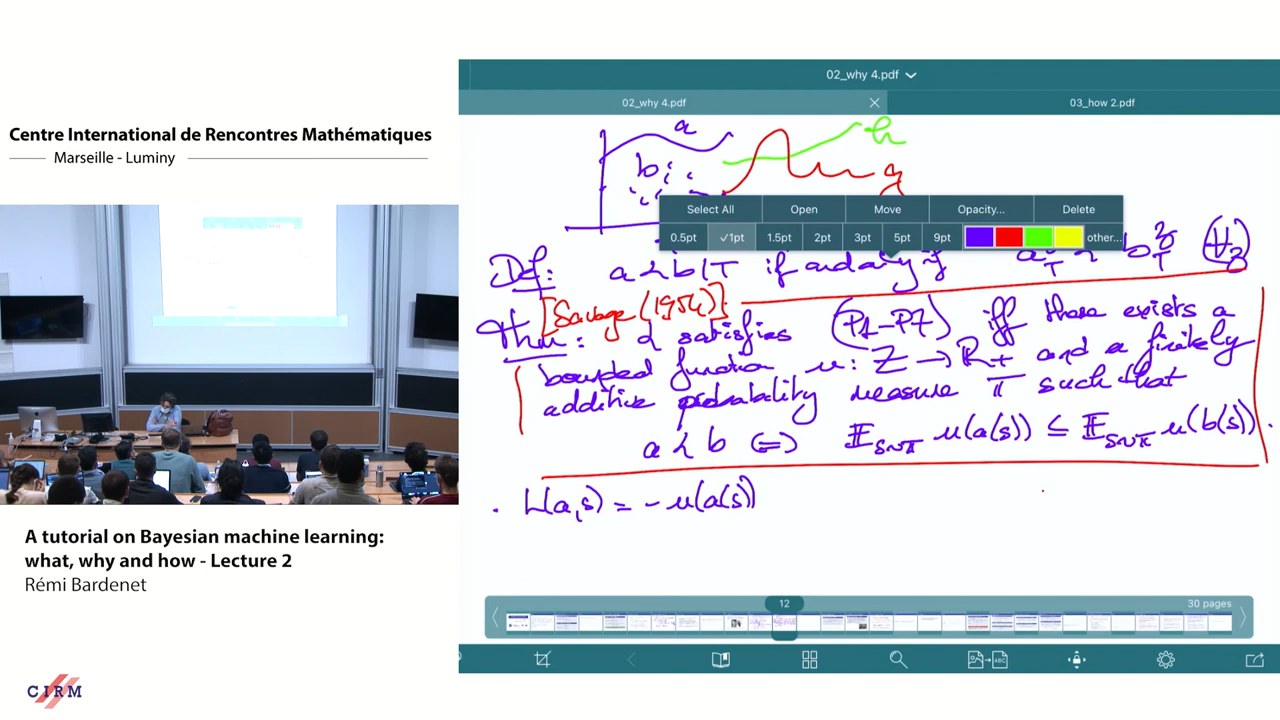 Centre International de Rencontres Mathématiques
Marseille - Luminy
A tutorial on Bayesian machine learning:
what, why and how - Lecture 2
Rémi Bardenet
CIRM
02_why 4.pdf
02_why 4.pdf
03_how 2.pdf
a
h
b
g
Select All
Open
Move
Opacity...
Delete
0.5pt
✓1pt
1.5pt
2pt
3pt
5pt
9pt
other...
Def: a ≺ b | T if and only if
[Savage (1954)]
Thm: ≺ satisfies (P1-P7) iff there exists a
bounded function u: Z → R+ and a finitely
additive probability measure π such that
a ≺ b ⟺ 𝔼s~π u(a(s)) ≤ 𝔼s~π u(b(s)).
. L(a,s) = - u(a(s))
12
30 pages